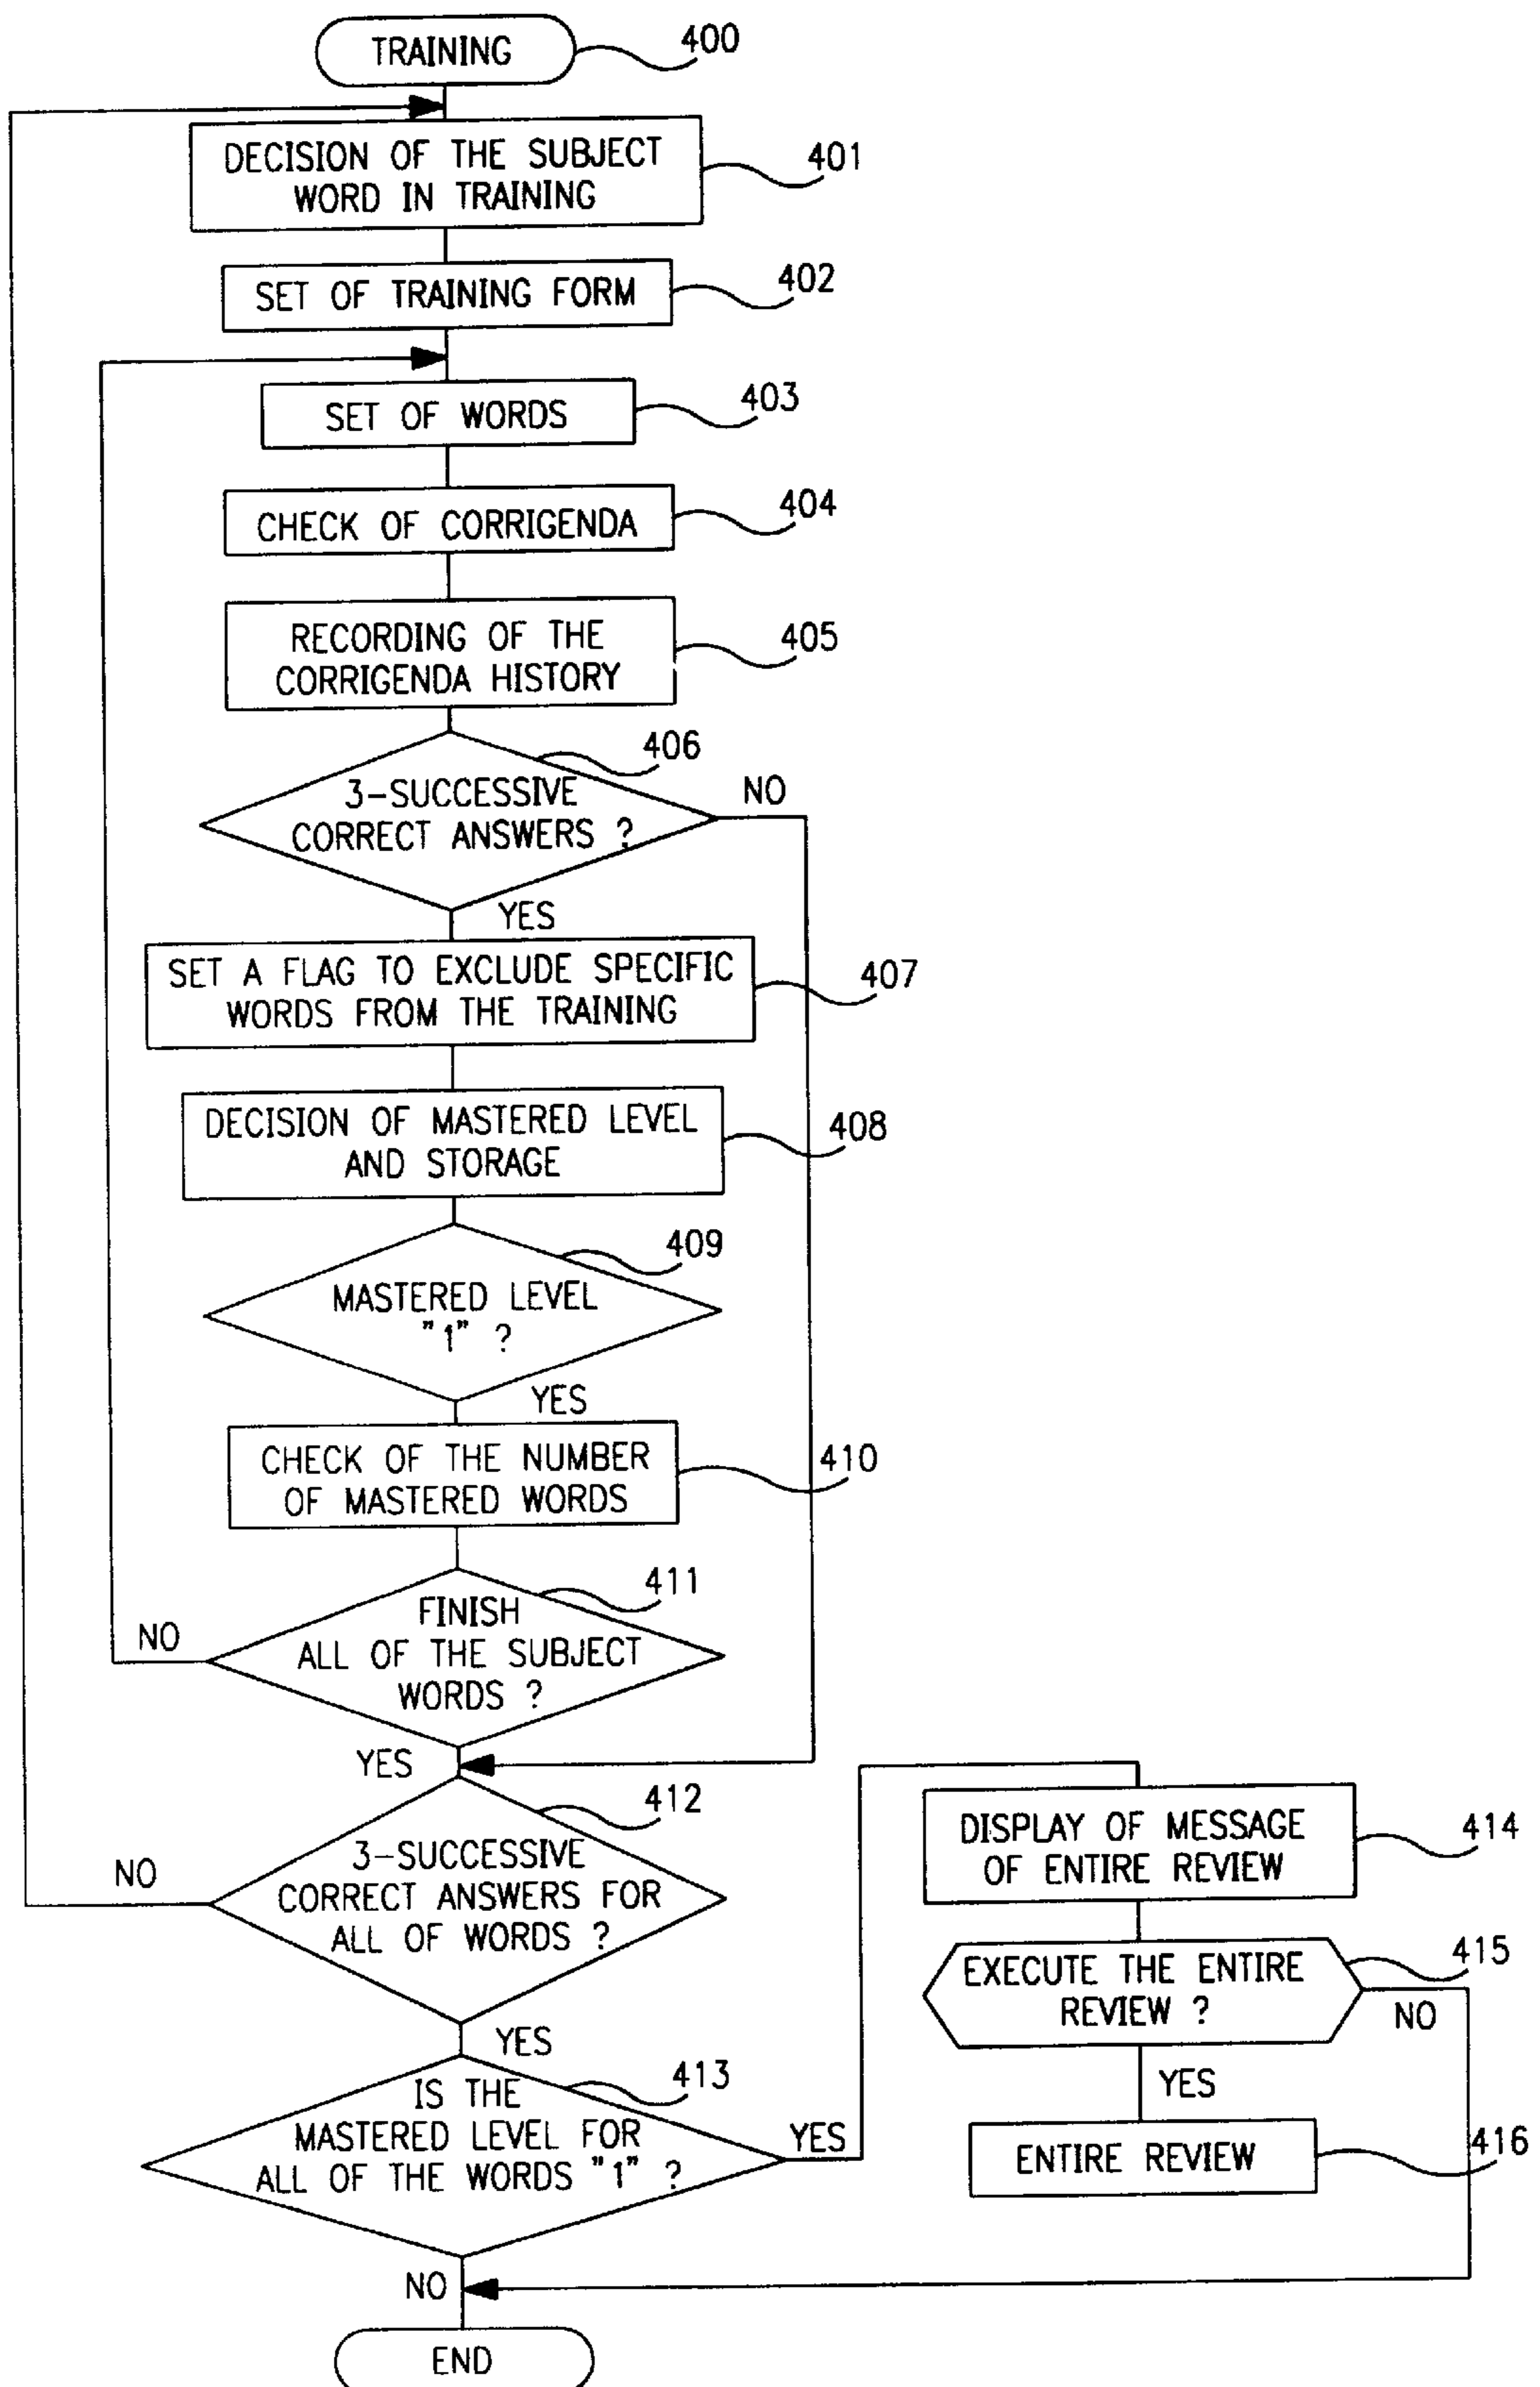 TRAINING
400
DECISION OF THE SUBJECT
WORD IN TRAINING
401
SET OF TRAINING FORM
402
SET OF WORDS
403
CHECK OF CORRIGENDA
404
RECORDING OF THE
CORRIGENDA HISTORY
405
406
3-SUCCESSIVE
CORRECT ANSWERS ?
NO
YES
SET A FLAG TO EXCLUDE SPECIFIC
WORDS FROM THE TRAINING
407
DECISION OF MASTERED LEVEL
AND STORAGE
408
409
MASTERED LEVEL
"1" ?
YES
CHECK OF THE NUMBER
OF MASTERED WORDS
410
411
FINISH
ALL OF THE SUBJECT
WORDS ?
NO
YES
412
3-SUCCESSIVE
CORRECT ANSWERS FOR
ALL OF WORDS ?
NO
YES
413
IS THE
MASTERED LEVEL FOR
ALL OF THE WORDS "1" ?
YES
NO
END
DISPLAY OF MESSAGE
OF ENTIRE REVIEW
414
EXECUTE THE ENTIRE
REVIEW ?
415
NO
YES
ENTIRE REVIEW
416